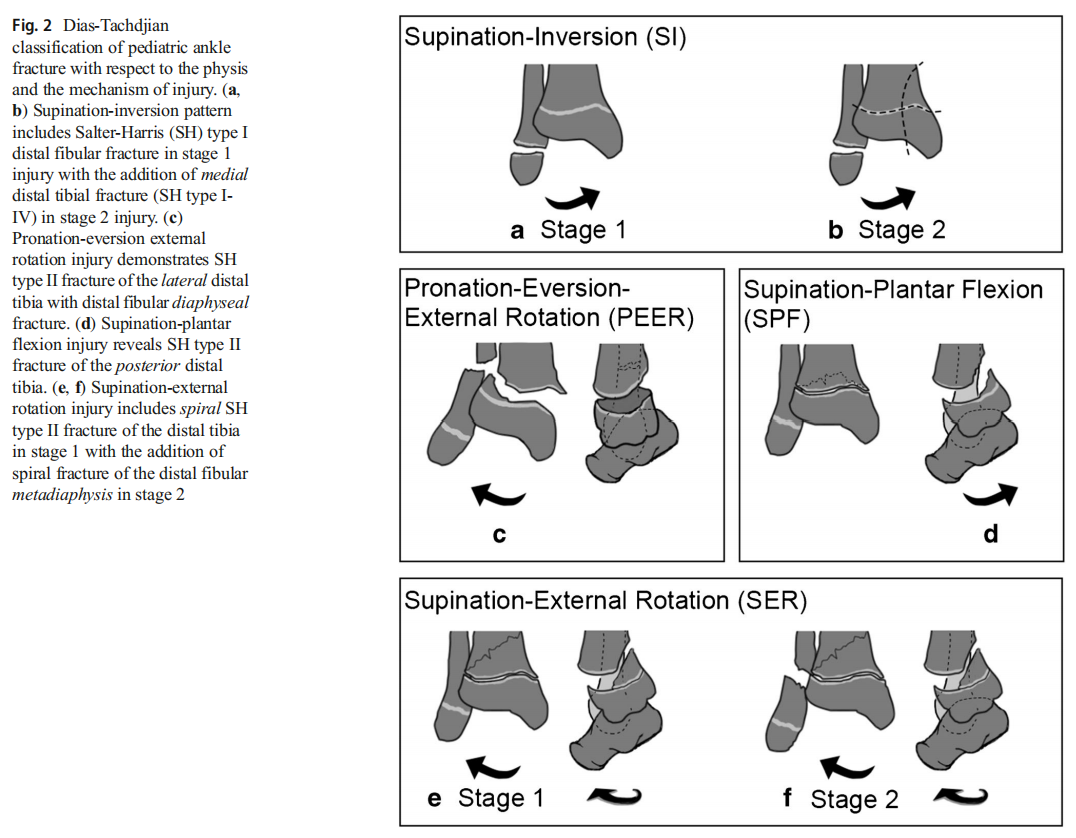 Fig. 2 Dias-Tachdjian
classification of pediatric ankle
fracture with respect to the physis
and the mechanism of injury. (a,
b) Supination-inversion pattern
includes Salter-Harris (SH) type I
distal fibular fracture in stage 1
injury with the addition of medial
distal tibial fracture (SH type I-
IV) in stage 2 injury. (c)
Pronation-eversion external
rotation injury demonstrates SH
type II fracture of the lateral distal
tibia with distal fibular diaphyseal
fracture. (d) Supination-plantar
flexion injury reveals SH type II
fracture of the posterior distal
tibia. (e, f) Supination-external
rotation injury includes spiral SH
type II fracture of the distal tibia
in stage 1 with the addition of
spiral fracture of the distal fibular
metadiaphysis in stage 2
Supination-Inversion (SI)
a Stage 1
b Stage 2
Pronation-Eversion-
External Rotation (PEER)
c
Supination-Plantar Flexion
(SPF)
d
Supination-External Rotation (SER)
e Stage 1
f Stage 2